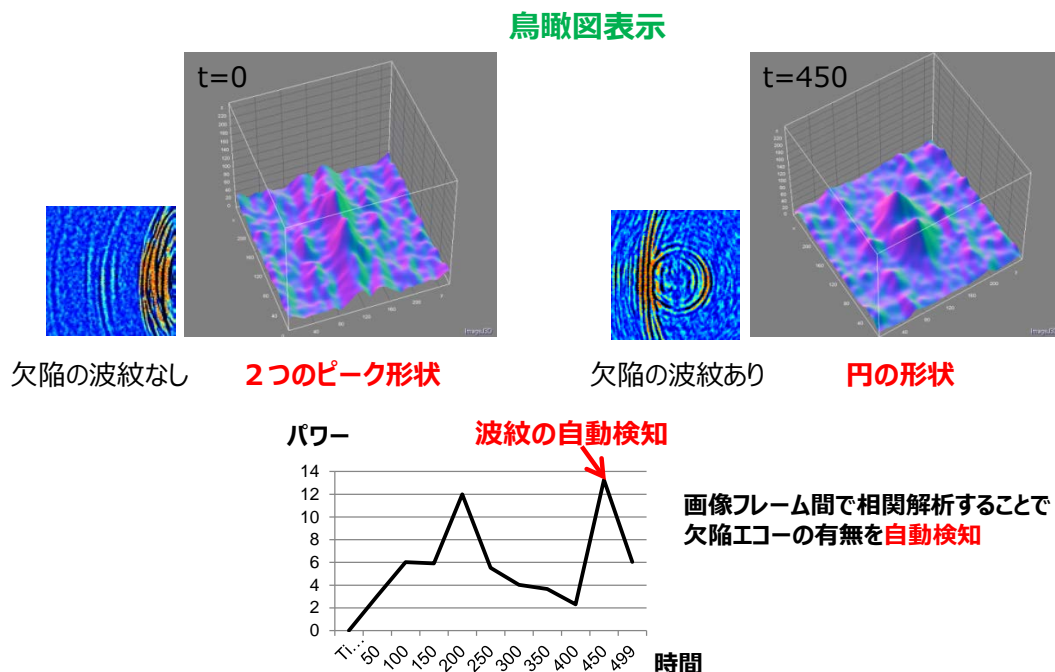 鳥瞰図表示
t=0
t=450
欠陥の波紋なし
２つのピーク形状
欠陥の波紋あり
円の形状
パワー
波紋の自動検知
14
12
10
8
6
4
2
0
Ti...
50
100
150
200
250
300
350
400
450
499
時間
画像フレーム間で相関解析することで
欠陥エコーの有無を自動検知